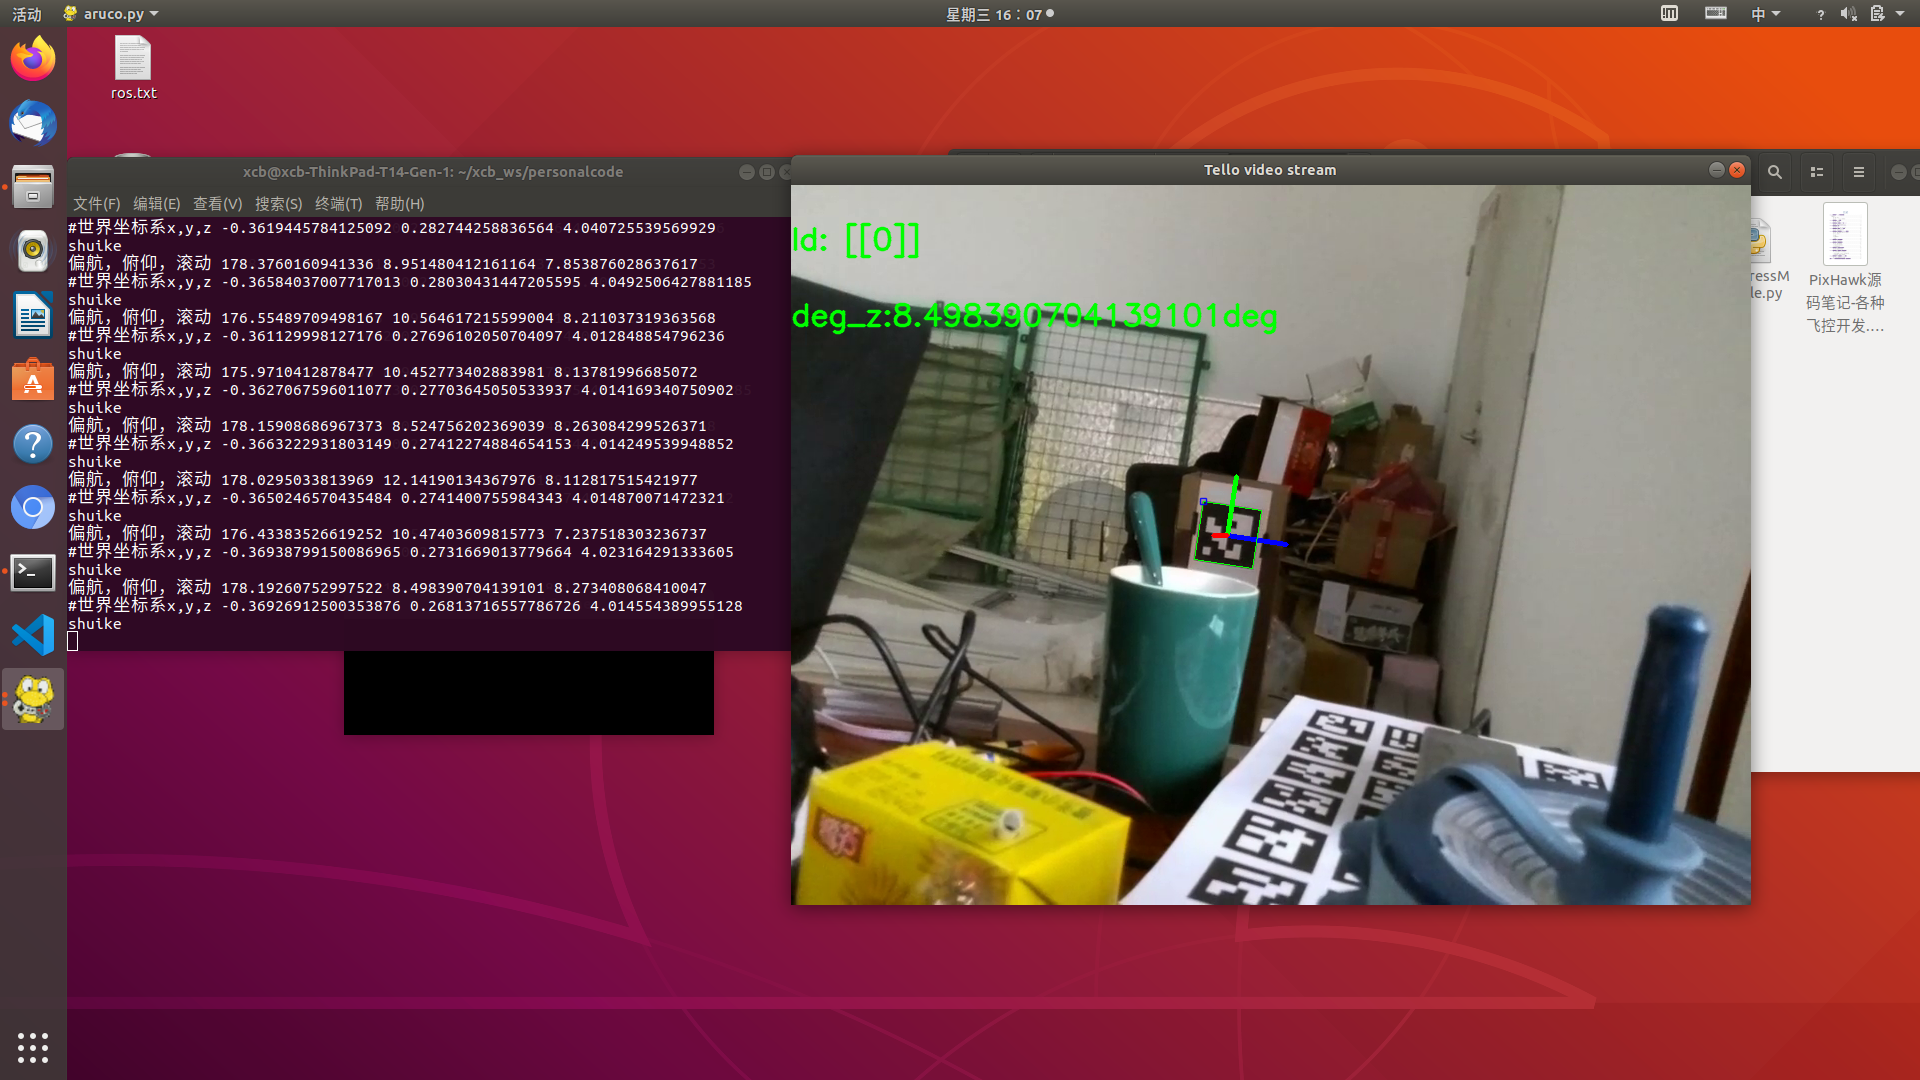 活动
aruco.py
星期三 16：07
中
ros.txt
xcb@xcb-ThinkPad-T14-Gen-1: ~/xcb_ws/personalcode
文件(F) 编辑(E) 查看(V) 搜索(S) 终端(T) 帮助(H)
#世界坐标系x,y,z -0.3619445784125092 0.282744258836564 4.040725539569929
shuike
偏航，俯仰，滚动 178.3760160941336 8.951480412161164 7.853876028637617
#世界坐标系x,y,z -0.36584037007717013 0.28030431447205595 4.0492506427881185
shuike
偏航，俯仰，滚动 176.55489709498167 10.564617215599004 8.2110373193635​68
#世界坐标系x,y,z -0.361129998127176 0.27696102050704097 4.012848854796236
shuike
偏航，俯仰，滚动 175.9710412878477 10.452773402883981 8.13781996685072
#世界坐标系x,y,z -0.3627067596011077 0.27703645050533937 4.0141693407509​02
shuike
偏航，俯仰，滚动 178.15908686967373 8.524756202369039 8.263084299526371
#世界坐标系x,y,z -0.3663222931803149 0.27412274884654153 4.014249539948852
shuike
偏航，俯仰，滚动 178.0295033813969 12.14190134367976 8.112817515421977
#世界坐标系x,y,z -0.3650246570435484 0.2741400755984343 4.014870071472321
shuike
偏航，俯仰，滚动 176.43383526619252 10.47403609815773 7.2375183032367​37
#世界坐标系x,y,z -0.36938799150086965 0.2731669013779664 4.023164291333605
shuike
偏航，俯仰，滚动 178.19260752997522 8.498390704139101 8.273408068410047
#世界坐标系x,y,z -0.36926912500353876 0.26813716557786726 4.014554389955128
shuike
Tello video stream
Id: [[0]]
deg_z:8.498390704139101deg
ressM
le.py
PixHawk源
码笔记-各种
飞控开发.…